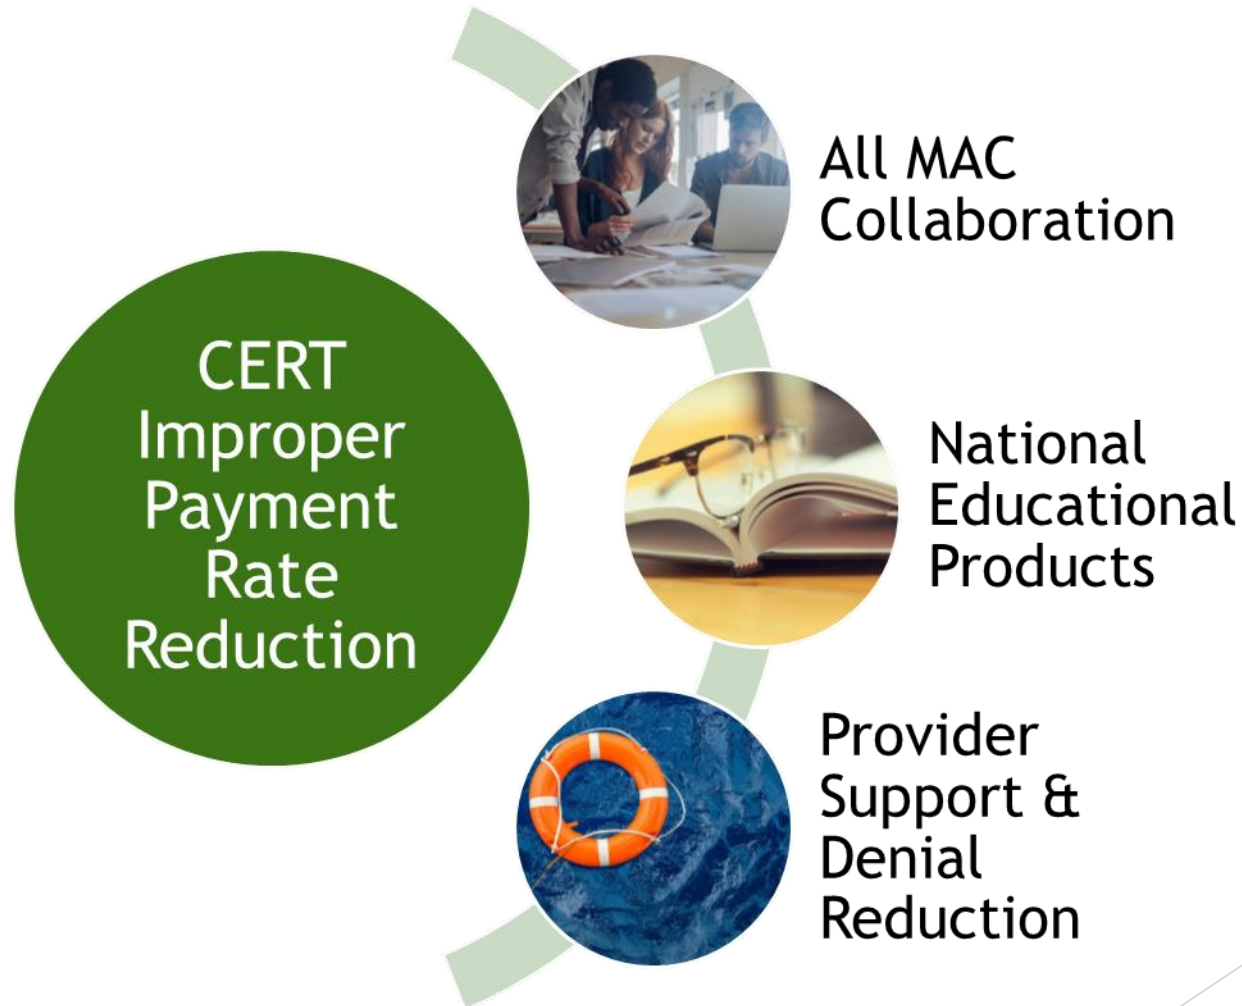 CERT
Improper
Payment
Rate
Reduction
All MAC
Collaboration
National
Educational
Products
Provider
Support &
Denial
Reduction